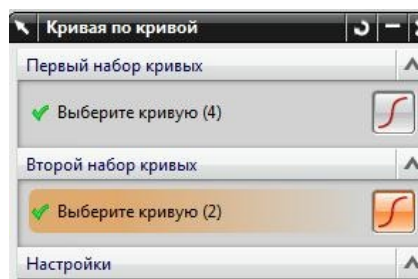 Кривая по кривой
Первый набор кривых
Выберите кривую (4)
Второй набор кривых
Выберите кривую (2)
Настройки